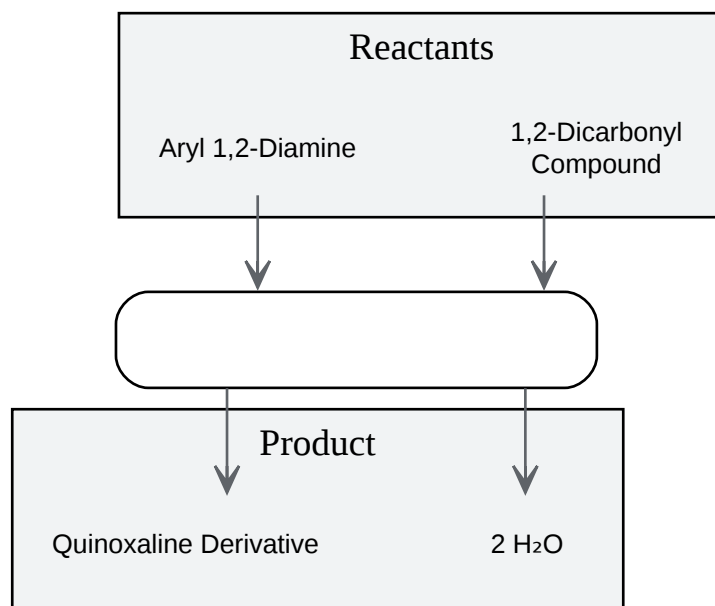 Reactants
Aryl 1,2-Diamine
1,2-Dicarbonyl
Compound
Product
Quinoxaline Derivative
2 H₂O